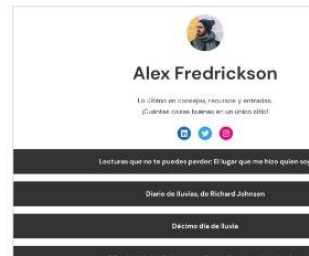 Alex Fredrickson
Lo último en consejos, recursos y entradas.
¡Cuántas cosas buenas en un único sitio!
Lecturas que no te puedes perder: El lugar que me hizo quien soy
Diario de lluvias, de Richard Johnson
Décimo día de lluvia